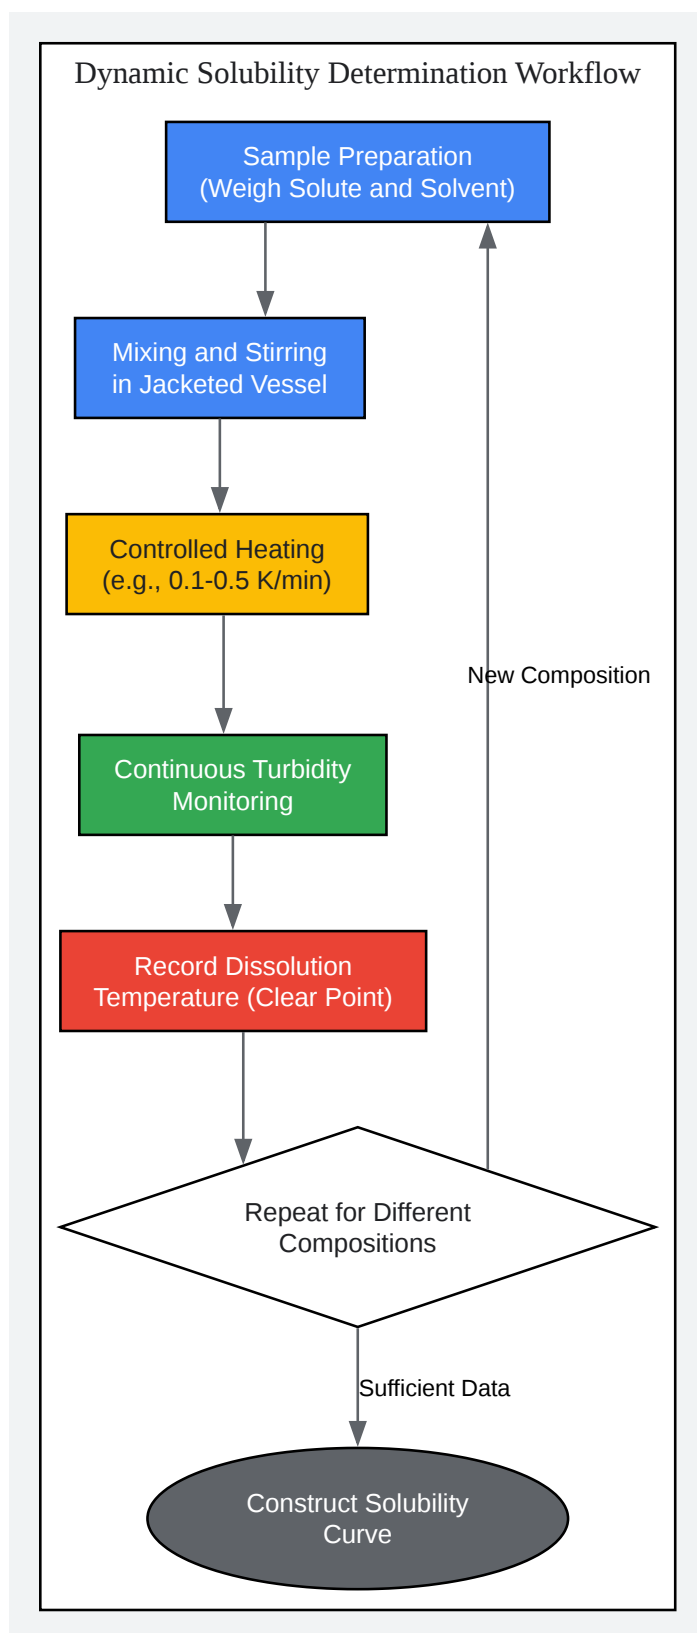 Dynamic Solubility Determination Workflow
Sample Preparation
(Weigh Solute and Solvent)
Mixing and Stirring
in Jacketed Vessel
Controlled Heating
(e.g., 0.1-0.5 K/min)
New Composition
Continuous Turbidity
Monitoring
Record Dissolution
Temperature (Clear Point)
Repeat for Different
Compositions
Sufficient Data
Construct Solubility
Curve